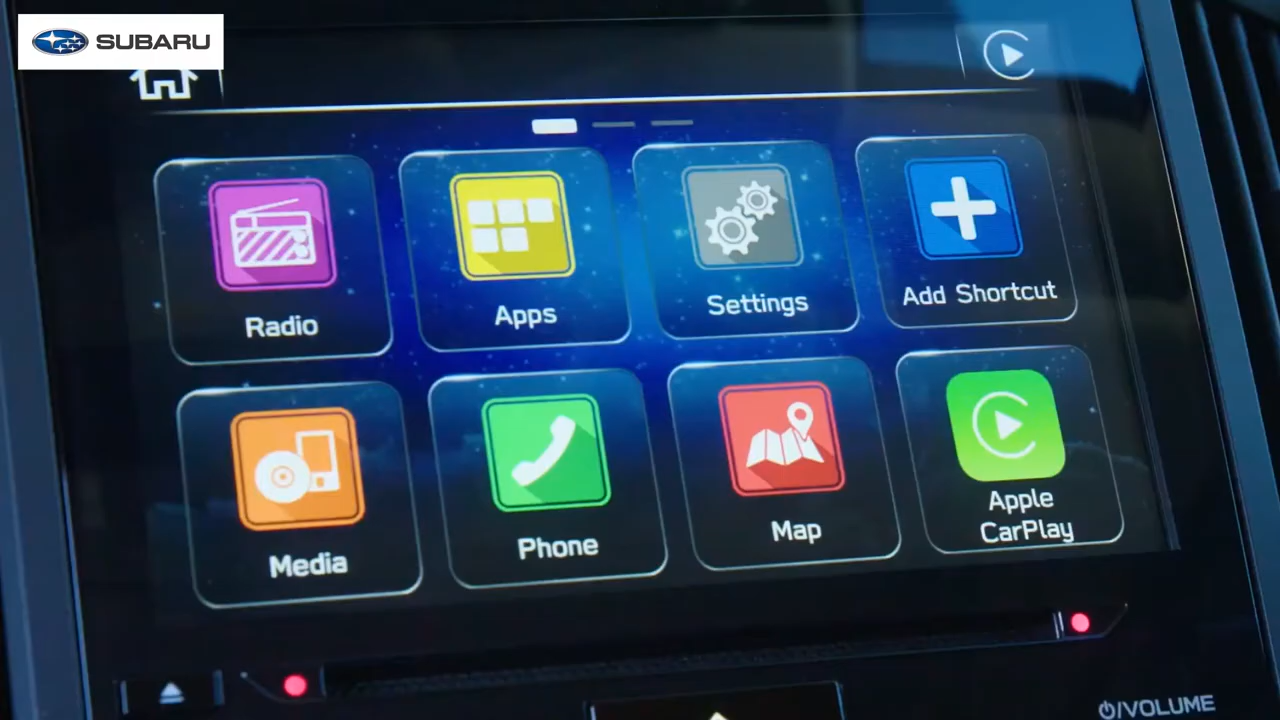 SUBARU
Radio
Apps
Settings
Add Shortcut
Media
Phone
Map
Apple
CarPlay
/VOLUME